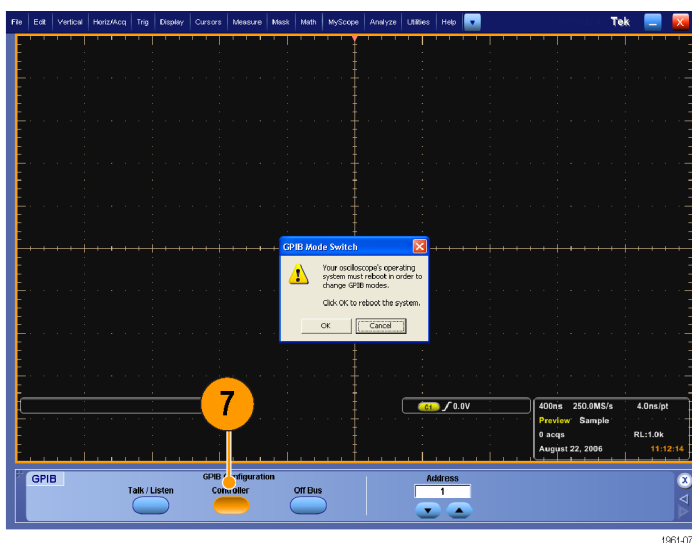 File Edit Vertical Horiz/Acq Trig Display Cursors Measure Mask Math MyScope Analyze Utilities Help Tek
GPIB Mode Switch
Your oscilloscope's operating
system must reboot in order to
change GPIB modes.
Click OK to reboot the system.
OK Cancel
7
C1 0.0V
400ns 250.0MS/s 4.0ns/pt
Preview Sample
0 acqs RL:1.0k
August 22, 2006 11:12:14
GPIB
GPIB Configuration
Talk / Listen Controller Off Bus
Address
1
1961-07